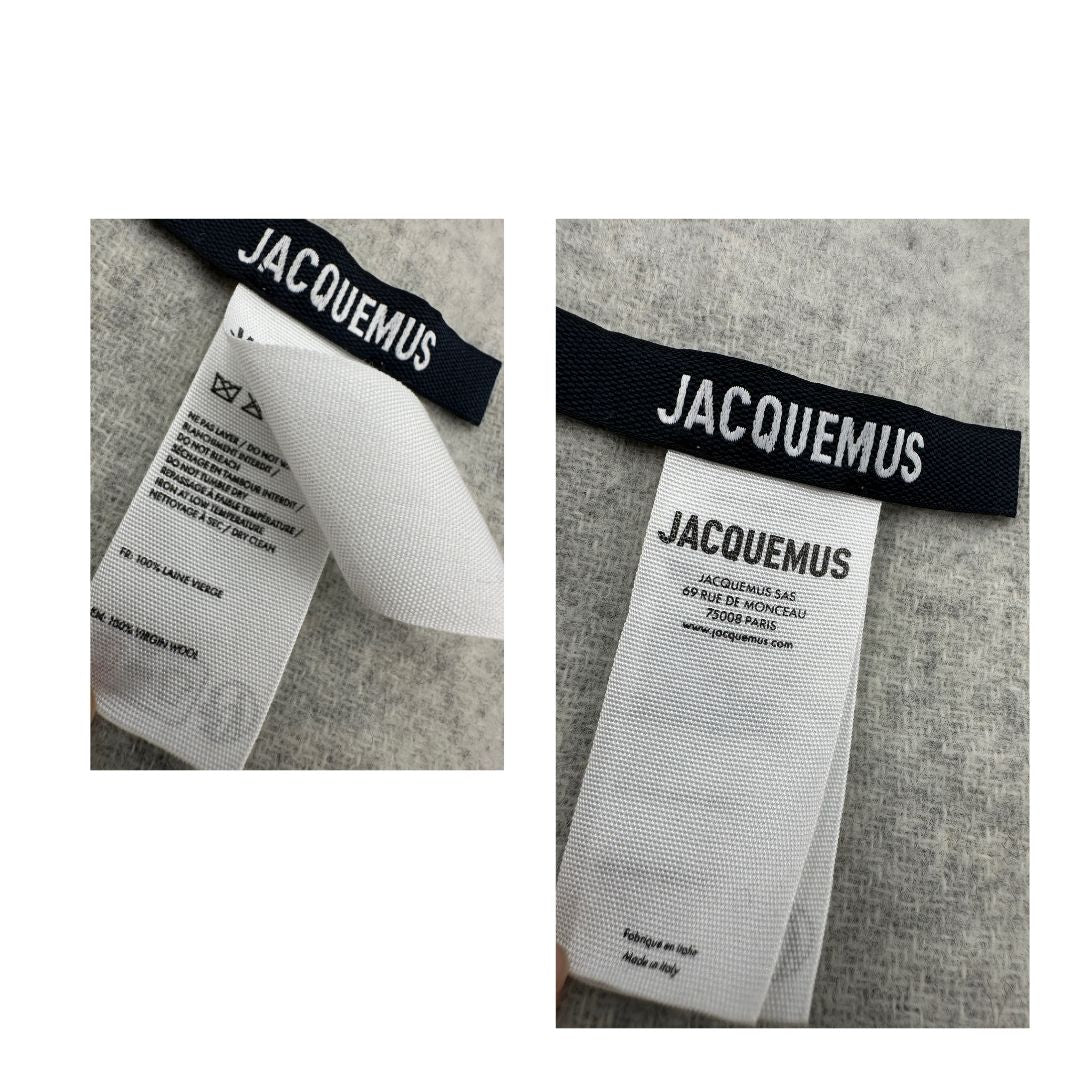 JACQUEMUS
NE PAS LAVER / DO NOT
BLANCHIMENT INTERDIT /
DO NOT BLEACH
SÉCHAGE EN TAMBOUR INTERDIT /
DO NOT TUMBLE DRY
REPASSAGE À FAIBLE TEMPÉRATURE /
IRON AT LOW TEMPERATURE
NETTOYAGE À SEC / DRY CLEAN
FR: 100% LAINE VIERGE
EN: 100% VIRGIN WOOL
JACQUEMUS
JACQUEMUS
JACQUEMUS SAS
69 RUE DE MONCEAU
75008 PARIS
www.jacquemus.com
Fabriqué en Italie
Made in Italy